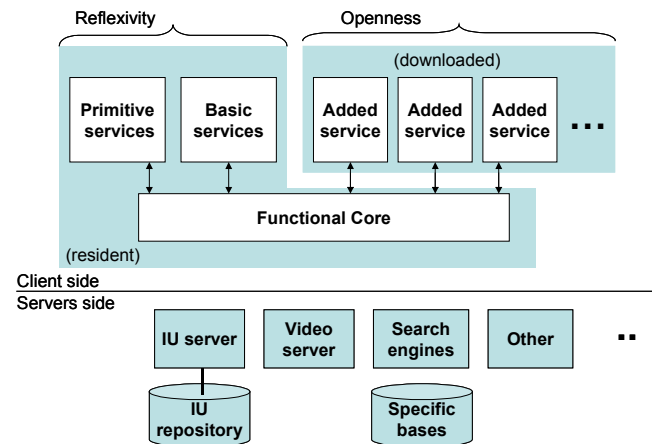 Reflexivity
Openness
(downloaded)
Primitive
services
Basic
services
Added
service
Added
service
Added
service
...
Functional Core
(resident)
Client side
Servers side
IU server
Video
server
Search
engines
Other
..
IU
repository
Specific
bases